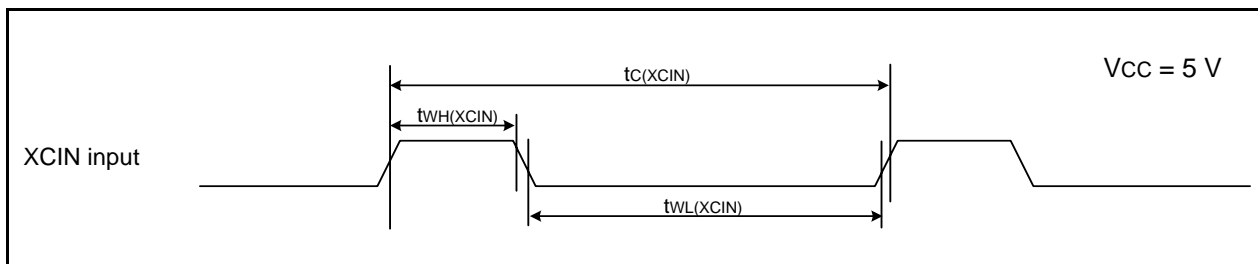 tC(XCIN)
VCC = 5 V
tWH(XCIN)
XCIN input
tWL(XCIN)